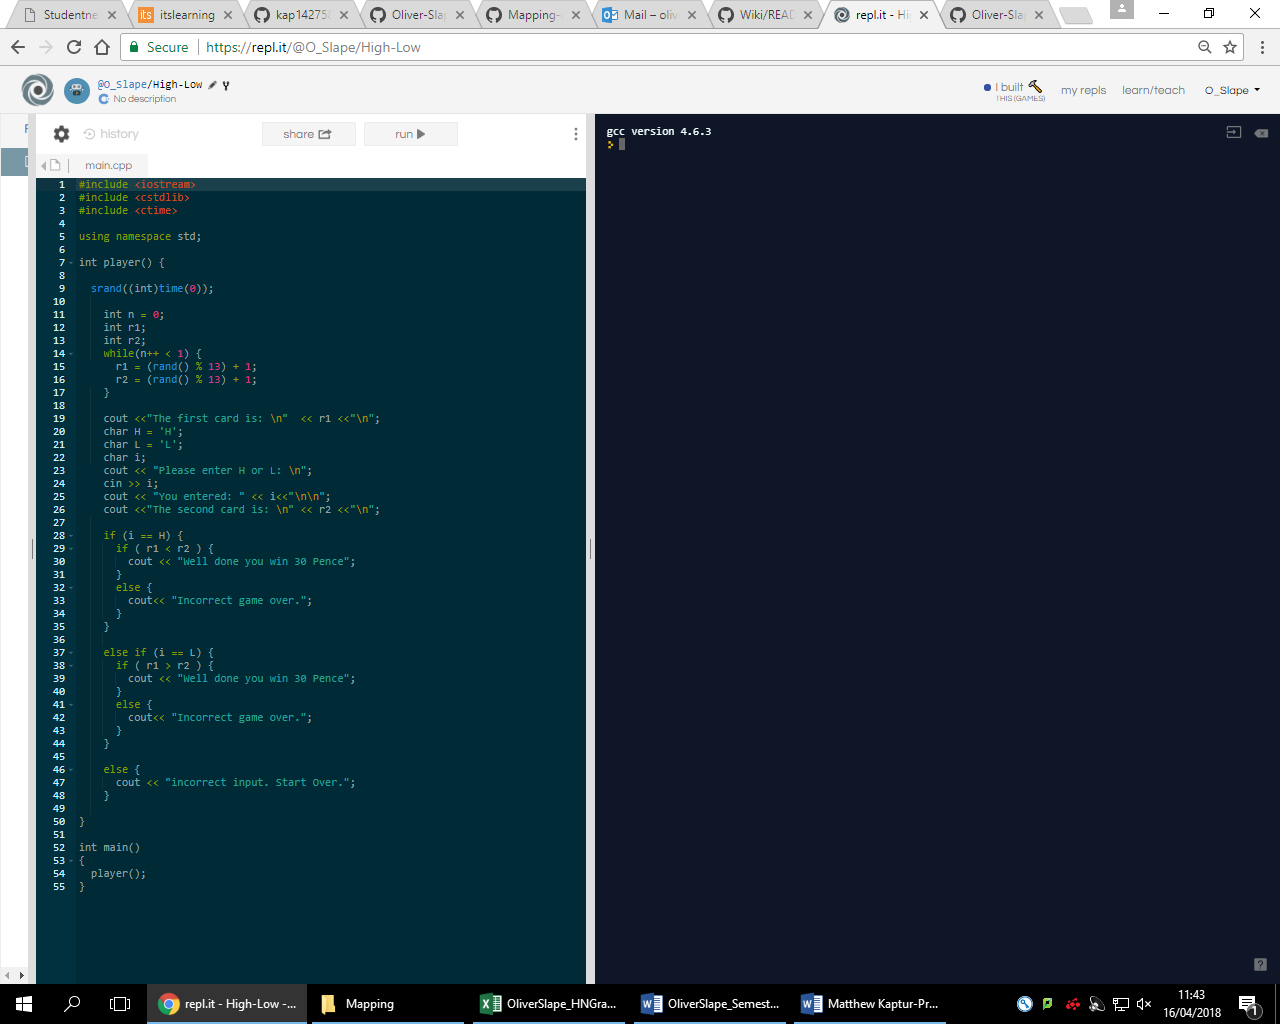 Studentne
itslearning
kap14275
Oliver-Sla
Mapping-
Mail – oliv
Wiki/READ
repl.it - Hi
Oliver-Sla
Secure
https://repl.it/@O_Slape/High-Low
@O_Slape/High-Low
No description
I built
THIS (GAMES)
my repls
learn/teach
O_Slape
history
share
run
main.cpp
gcc version 4.6.3
1 #include <iostream>
2 #include <cstdlib>
3 #include <ctime>
4
5 using namespace std;
6
7 int player() {
8
9 srand((int)time(0));
10
11 int n = 0;
12 int r1;
13 int r2;
14 while(n++ < 1) {
15 r1 = (rand() % 13) + 1;
16 r2 = (rand() % 13) + 1;
17 }
18
19 cout <<"The first card is: \n"  << r1 <<"\n";
20 char H = 'H';
21 char L = 'L';
22 char i;
23 cout << "Please enter H or L: \n";
24 cin >> i;
25 cout << "You entered: " << i<<"\n\n";
26 cout <<"The second card is: \n" << r2 <<"\n";
27
28 if (i == H) {
29 if ( r1 < r2 ) {
30 cout << "Well done you win 30 Pence";
31 }
32 else {
33 cout<< "Incorrect game over.";
34 }
35 }
36
37 else if (i == L) {
38 if ( r1 > r2 ) {
39 cout << "Well done you win 30 Pence";
40 }
41 else {
42 cout<< "Incorrect game over.";
43 }
44 }
45
46 else {
47 cout << "incorrect input. Start Over.";
48 }
49
50 }
51
52 int main()
53 {
54 player();
55 }
repl.it - High-Low -...
Mapping
OliverSlape_HNGra...
OliverSlape_Semest...
Matthew Kaptur-Pr...
11:43
16/04/2018
1